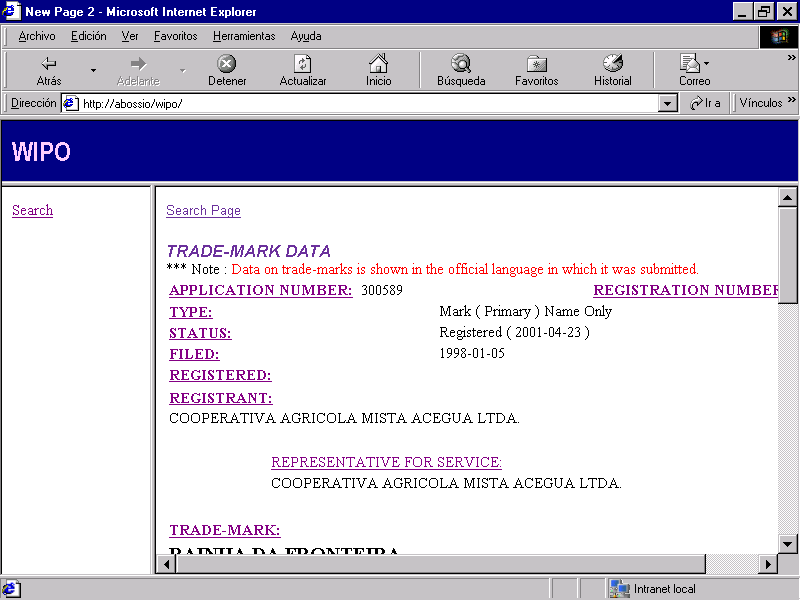 New Page 2 - Microsoft Internet Explorer
Archivo Edición Ver Favoritos Herramientas Ayuda
Atrás Adelante Detener Actualizar Inicio Búsqueda Favoritos Historial Correo »
Dirección http://abossio/wipo/ Ir a Vínculos »
WIPO
Search
Search Page
TRADE-MARK DATA
*** Note : Data on trade-marks is shown in the official language in which it was submitted.
APPLICATION NUMBER: 300589 REGISTRATION NUMBER
TYPE: Mark ( Primary ) Name Only
STATUS: Registered ( 2001-04-23 )
FILED: 1998-01-05
REGISTERED:
REGISTRANT:
COOPERATIVA AGRICOLA MISTA ACEGUA LTDA.
REPRESENTATIVE FOR SERVICE:
COOPERATIVA AGRICOLA MISTA ACEGUA LTDA.
TRADE-MARK:
RAINHA DA FRONTEIRA
Intranet local